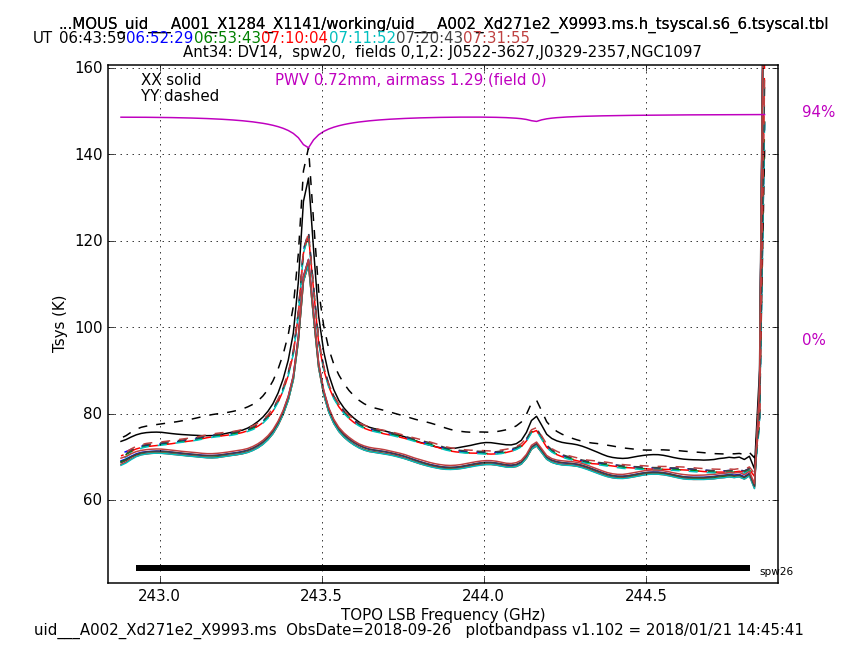 ...MOUS_uid___A001_X1284_X1141/working/uid___A002_Xd271e2_X9993.ms.h_tsyscal.s6_6.tsyscal.tbl
UT 06:43:59 06:52:29 06:53:43 07:10:04 07:11:52 07:20:43 07:31:55
Ant34: DV14, spw20, fields 0,1,2: J0522-3627,J0329-2357,NGC1097
160
XX solid PWV 0.72mm, airmass 1.29 (field 0)
YY dashed
94%
140
120
Tsys (K)
100
0%
80
60
spw26
243.0 243.5 244.0 244.5
TOPO LSB Frequency (GHz)
uid___A002_Xd271e2_X9993.ms ObsDate=2018-09-26 plotbandpass v1.102 = 2018/01/21 14:45:41